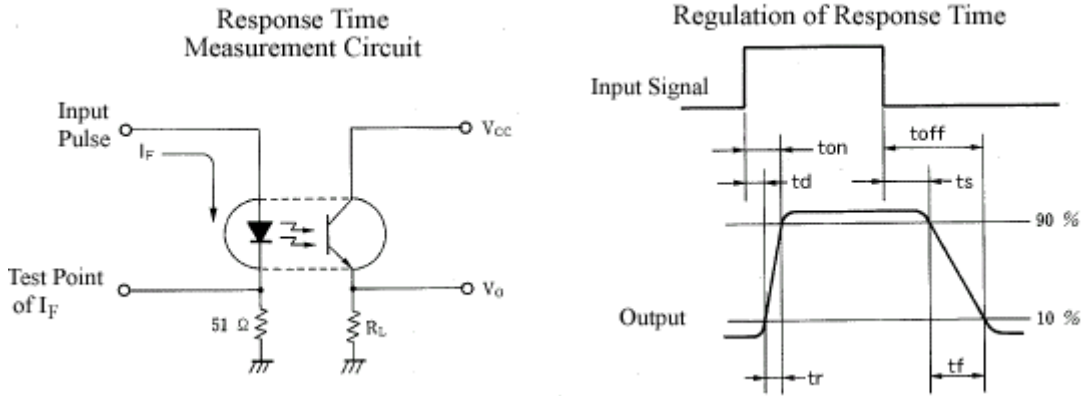 Response Time
Measurement Circuit
Input
Pulse
IF
VCC
Test Point
of IF
VO
51 Ω
RL
Regulation of Response Time
Input Signal
ton
toff
td
ts
90 %
Output
10 %
tr
tf